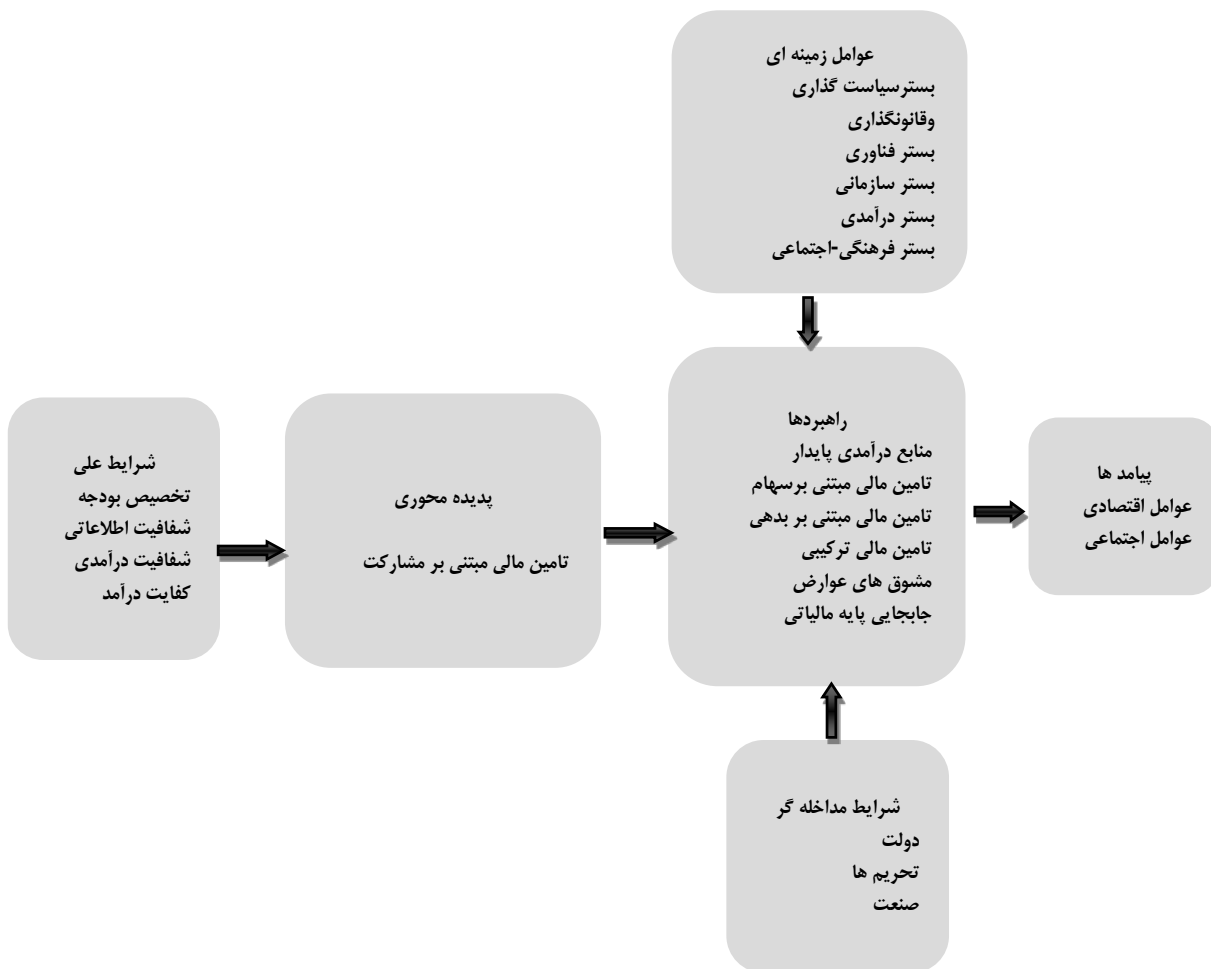 عوامل زمینه ای
بسترسیاست گذاری
وقانونگذاری
بستر فناوری
بستر سازمانی
بستر درآمدی
بستر فرهنگی-اجتماعی
شرایط علی
تخصیص بودجه
شفافیت اطلاعاتی
شفافیت درآمدی
کفایت درآمد
پدیده محوری
تامین مالی مبتنی بر مشارکت
راهبردها
منابع درآمدی پایدار
تامین مالی مبتنی برسهام
تامین مالی مبتنی بر بدهی
تامین مالی ترکیبی
مشوق های عوارض
جابجایی پایه مالیاتی
پیامد ها
عوامل اقتصادی
عوامل اجتماعی
شرایط مداخله گر
دولت
تحریم ها
صنعت